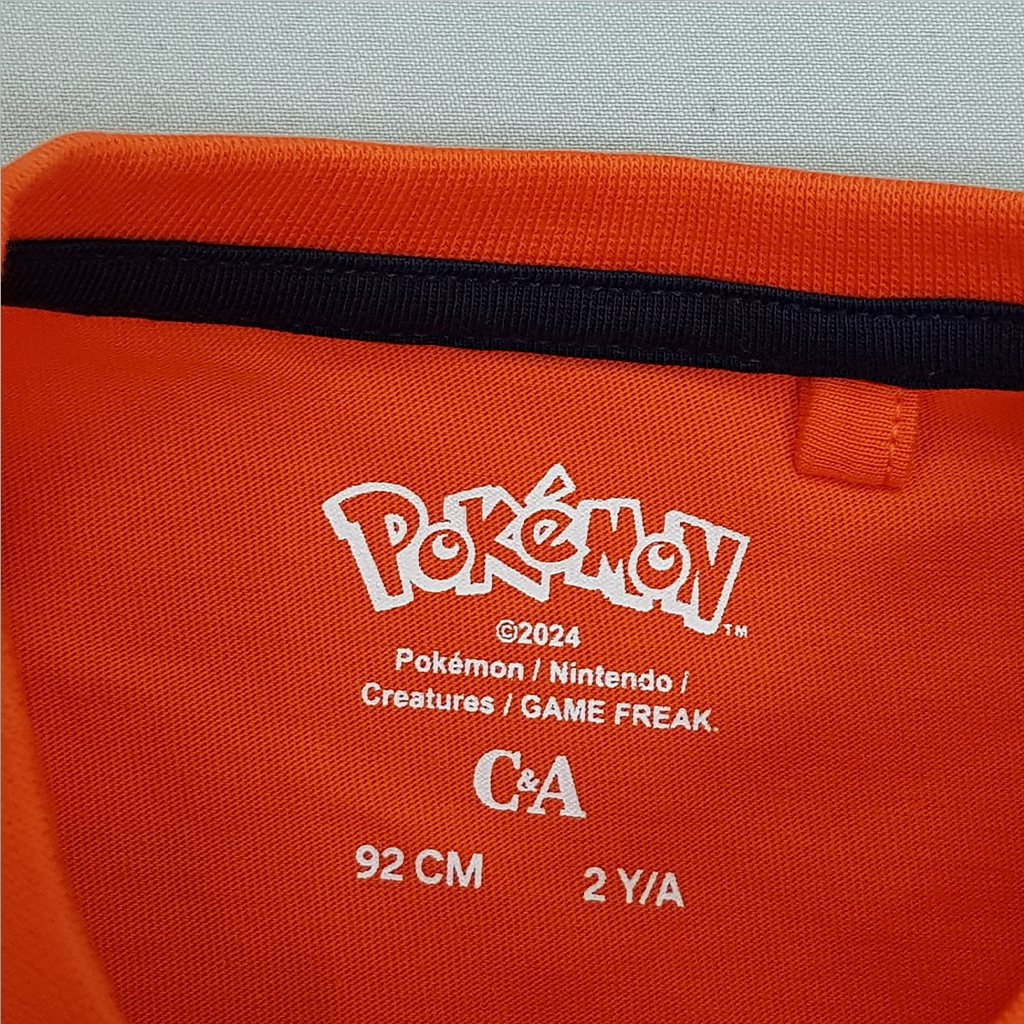 POKéMON™
©2024
Pokémon / Nintendo /
Creatures / GAME FREAK.
C&A
92 CM 2 Y/A